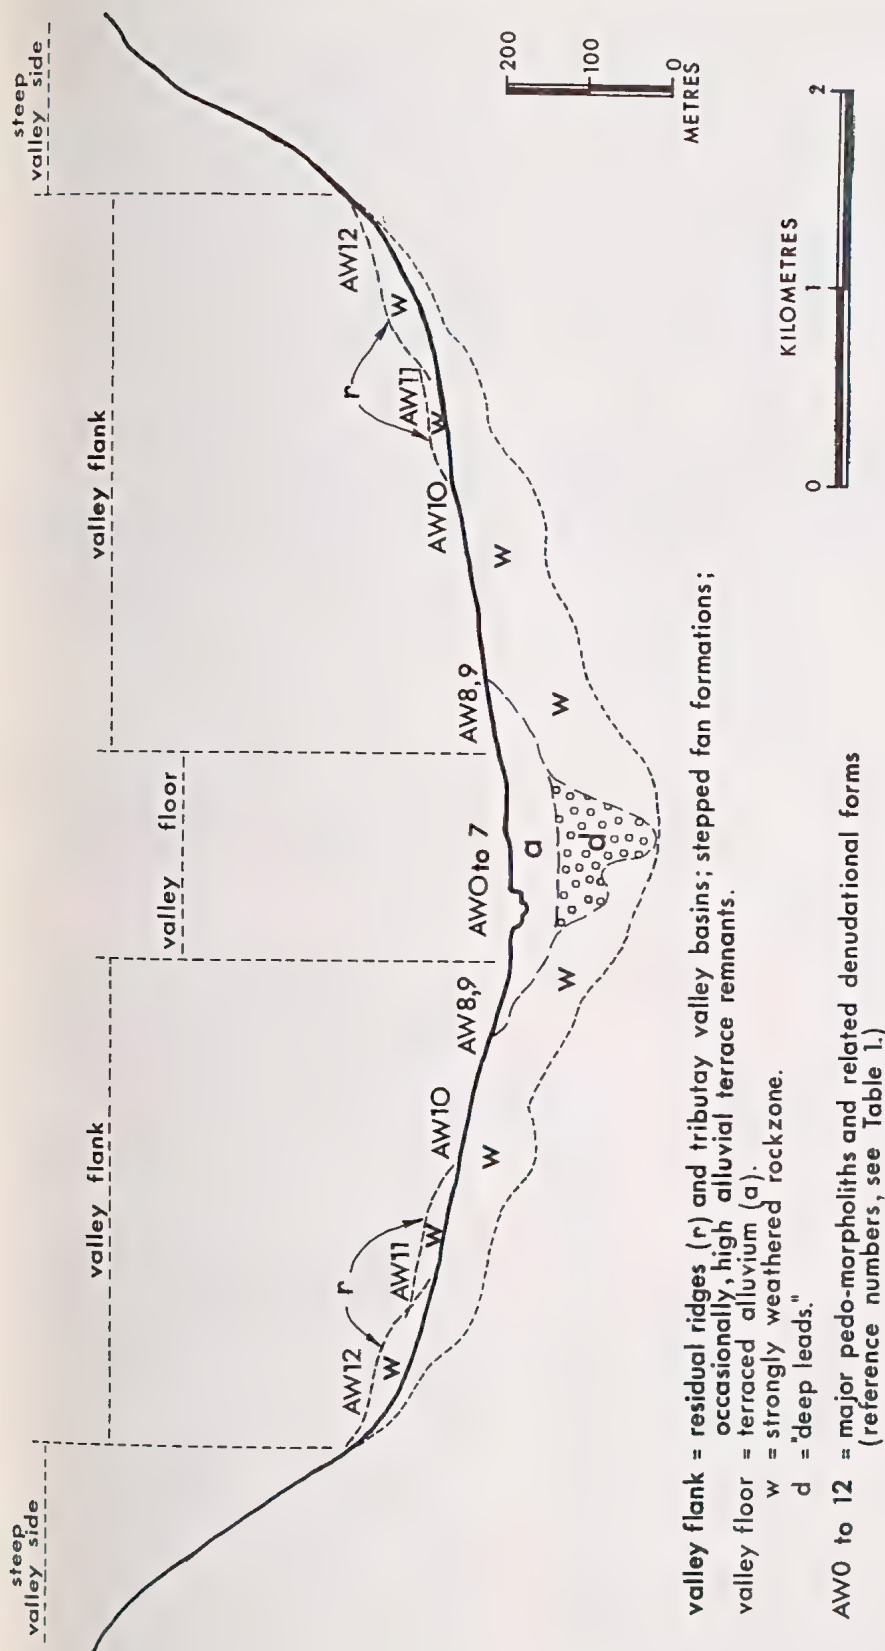 steep
valley side
valley flank
valley floor
valley flank
steep
valley side
r
r
AW12
AW11
AW10
AW8,9
AWO to 7
AW8,9
AW10
AW11
AW12
w
w
w
w
a
d
w
w
w
w
200
100
0
METRES
KILOMETRES
0 1 2
valley flank = residual ridges (r) and tributay valley basins; stepped fan formations;
occasionally, high alluvial terrace remnants.
valley floor = terraced alluvium (a).
w = strongly weathered rockzone.
d = "deep leads."
AWO to 12 = major pedo-morpholiths and related denudational forms
(reference numbers, see Table 1.)